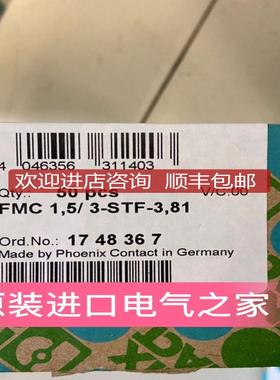 4 046356 311403
欢迎进店咨询 顺丰包邮
Qty.: 50 pcs
V/C:00
FMC 1,5/ 3-STF-3,81
Ord.No.: 17 48 36 7
Made by Phoenix Contact in Germany
原装进口电气之家